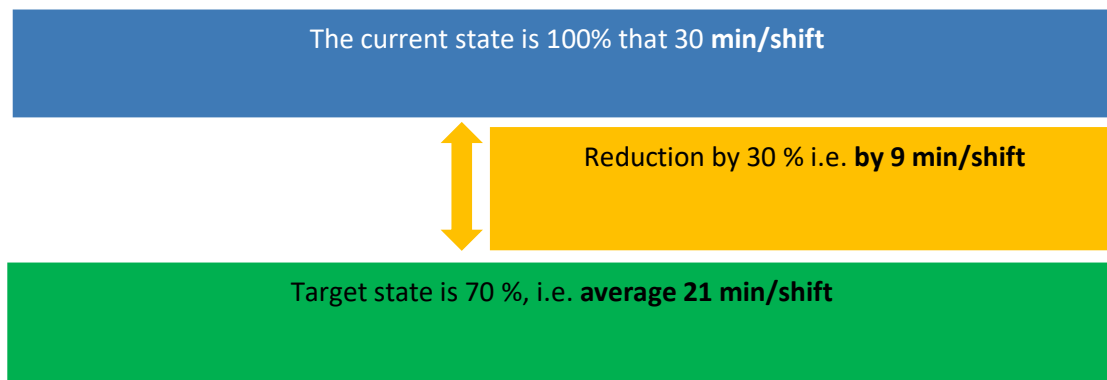 The current state is 100% that 30 min/shift
Reduction by 30 % i.e. by 9 min/shift
Target state is 70 %, i.e. average 21 min/shift